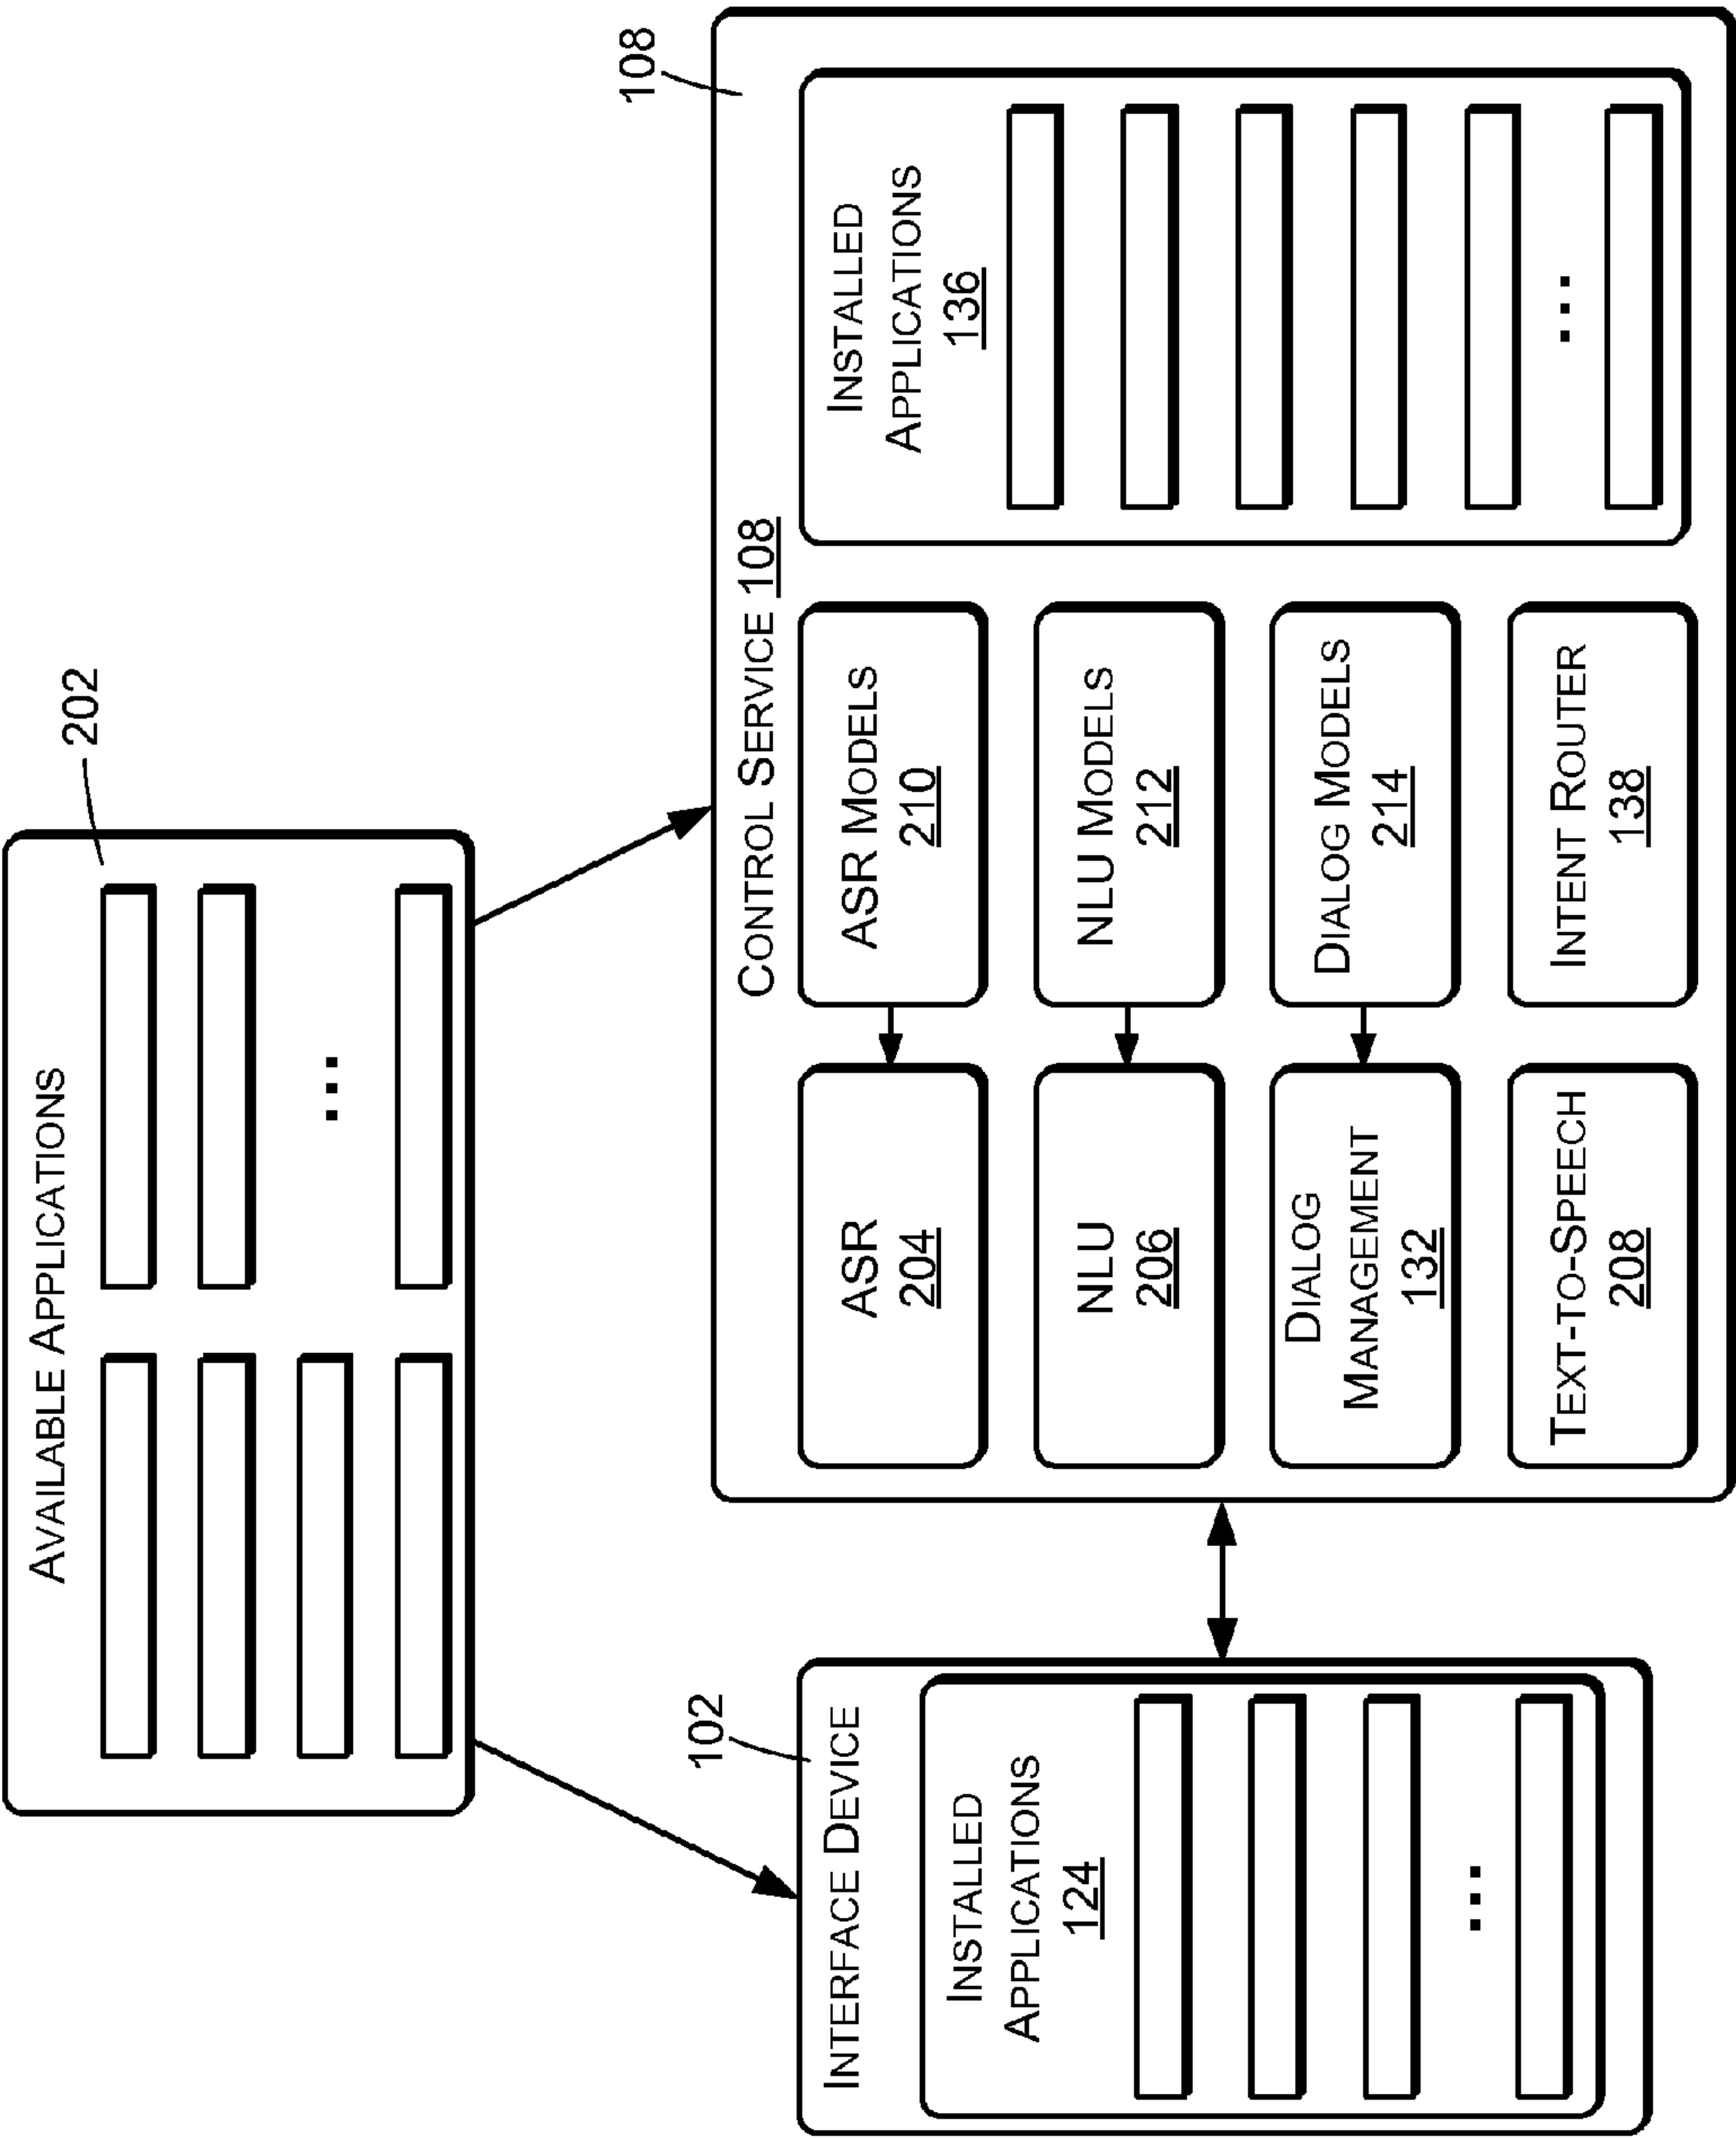 AVAILABLE APPLICATIONS
202
...
102
INTERFACE DEVICE
INSTALLED
APPLICATIONS
124
...
108
CONTROL SERVICE 108
ASR
204
ASR MODELS
210
NLU
206
NLU MODELS
212
DIALOG
MANAGEMENT
132
DIALOG MODELS
214
TEXT-TO-SPEECH
208
INTENT ROUTER
138
INSTALLED
APPLICATIONS
136
...